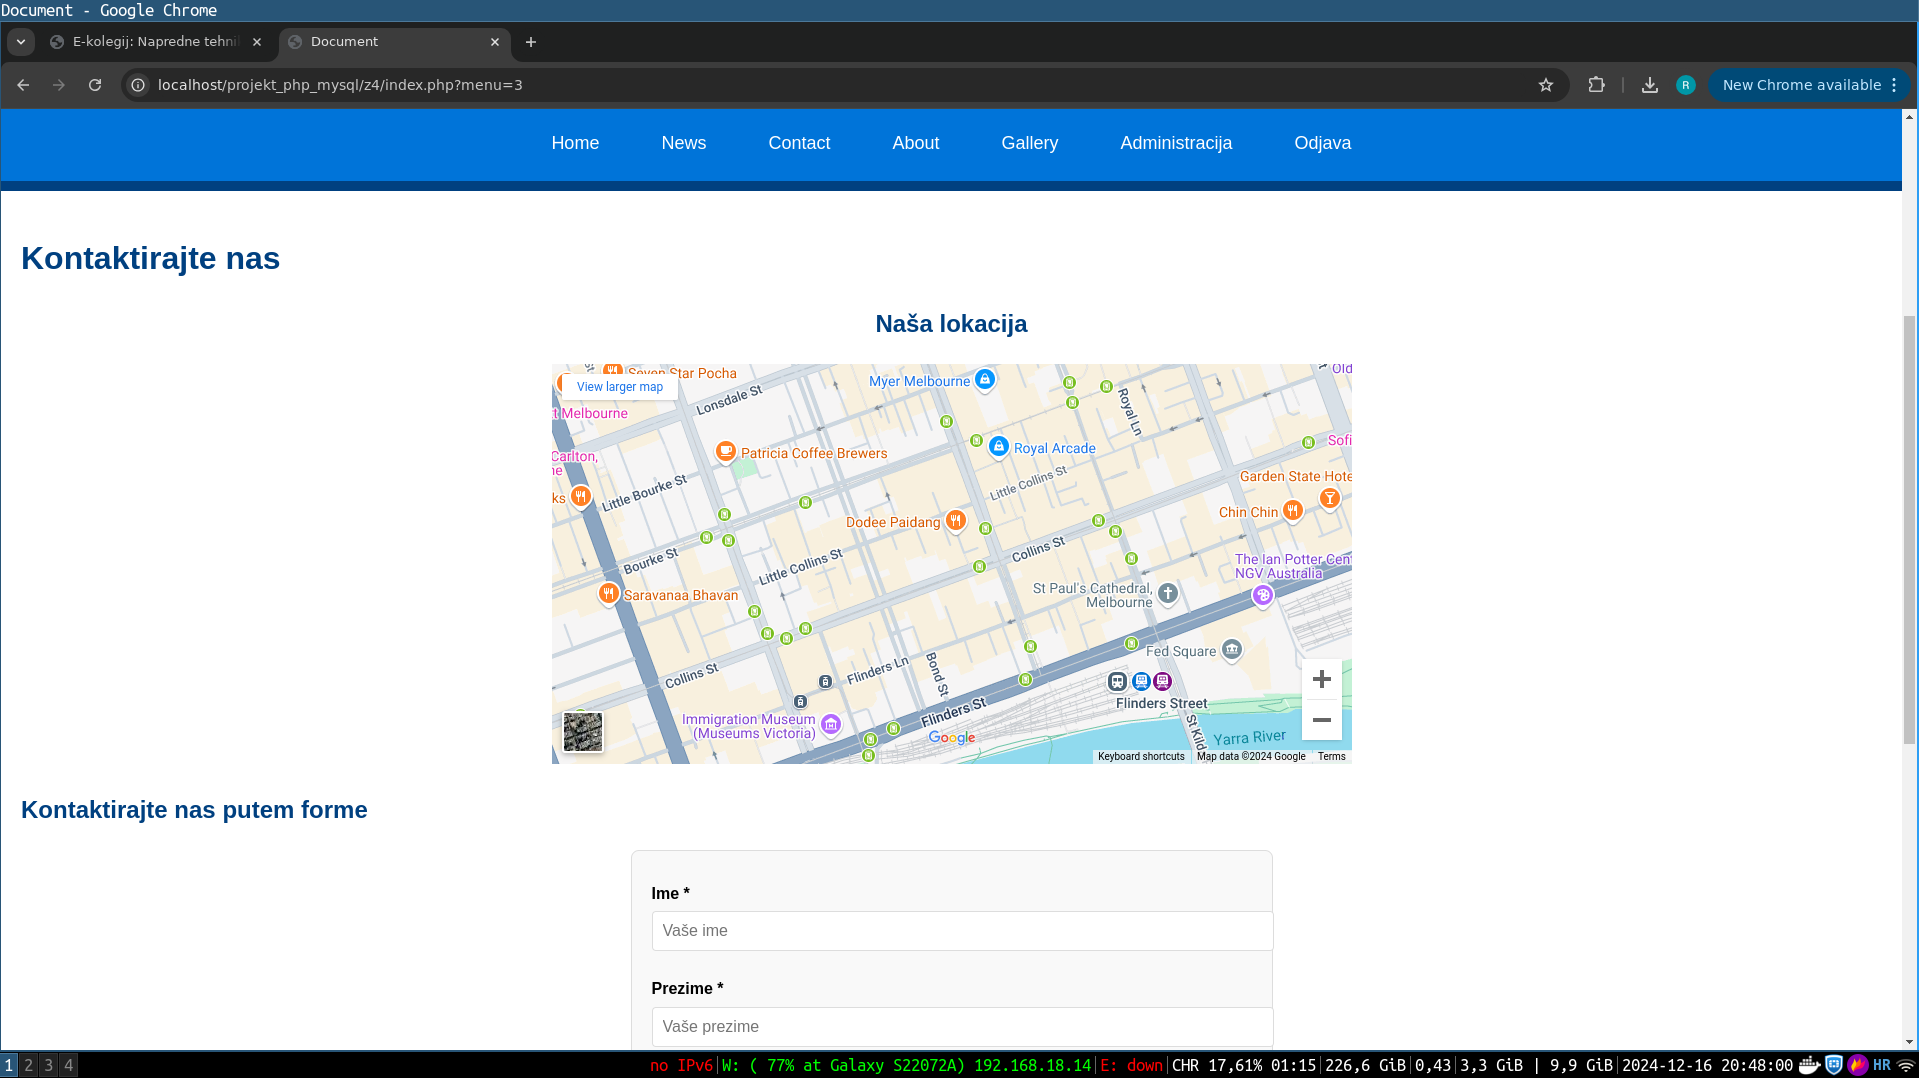 Document - Google Chrome
E-kolegij: Napredne tehni
Document
localhost/projekt_php_mysql/z4/index.php?menu=3
R
New Chrome available
Home News Contact About Gallery Administracija Odjava
Kontaktirajte nas
Naša lokacija
View larger map
Seven Star Pocha
Myer Melbourne
Old
Lonsdale St
Royal Ln
t Melbourne
Patricia Coffee Brewers
Royal Arcade
Sofi
Carlton,
ne
Little Bourke St
Little Collins St
Garden State Hote
ks
Dodee Paidang
Chin Chin
Bourke St
Little Collins St
Collins St
The Ian Potter Cent
NGV Australia
Saravanaa Bhavan
St Paul's Cathedral,
Melbourne
Fed Square
Collins St
Flinders Ln
Bond St
Flinders Street
Immigration Museum
(Museums Victoria)
Flinders St
Google
St Kild
Yarra River
Keyboard shortcuts Map data ©2024 Google Terms
Kontaktirajte nas putem forme
Ime *
Vaše ime
Prezime *
Vaše prezime
1 2 3 4 no IPv6|W: ( 77% at Galaxy S22072A) 192.168.18.14|E: down|CHR 17,61% 01:15|226,6 GiB|0,43|3,3 GiB | 9,9 GiB|2024-12-16 20:48:00 HR